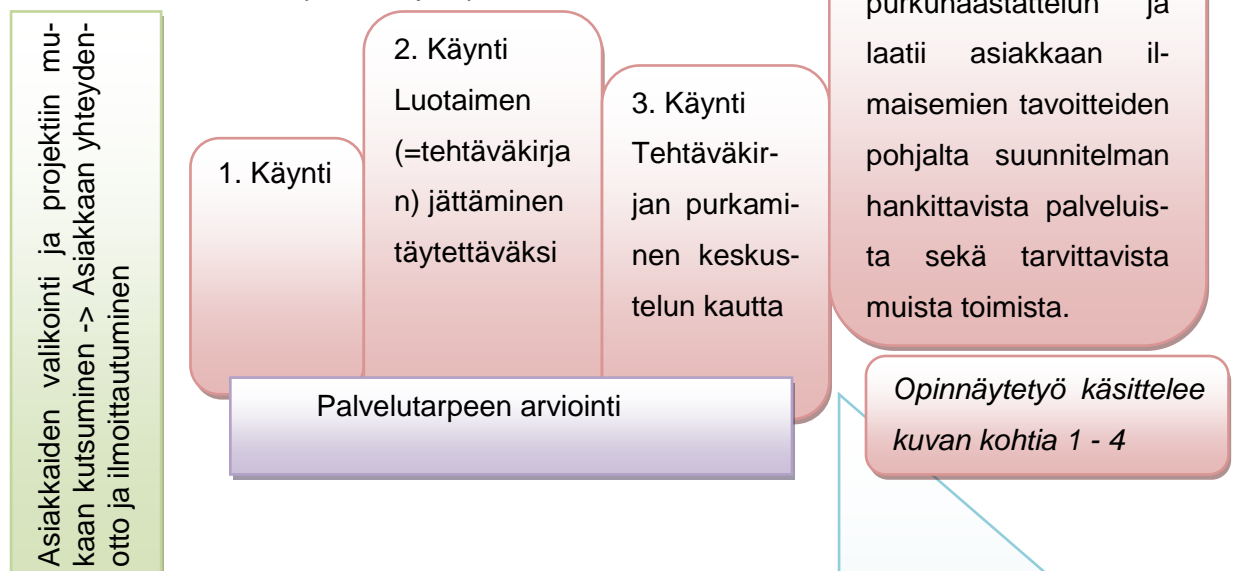 Asiakkaiden valikointi ja projektiin mu-
kaan kutsuminen -> Asiakkaan yhteyden-
otto ja ilmoittautuminen
1. Käynti
2. Käynti
Luotaimen
(=tehtäväkirja
n) jättäminen
täytettäväksi
3. Käynti
Tehtäväkir-
jan purkami-
nen keskus-
telun kautta
purkuhaastattelun ja
laatii asiakkaan il-
maisemien tavoitteiden
pohjalta suunnitelman
hankittavista palveluis-
ta sekä tarvittavista
muista toimista.
Palvelutarpeen arviointi
Opinnäytetyö käsittelee
kuvan kohtia 1 - 4